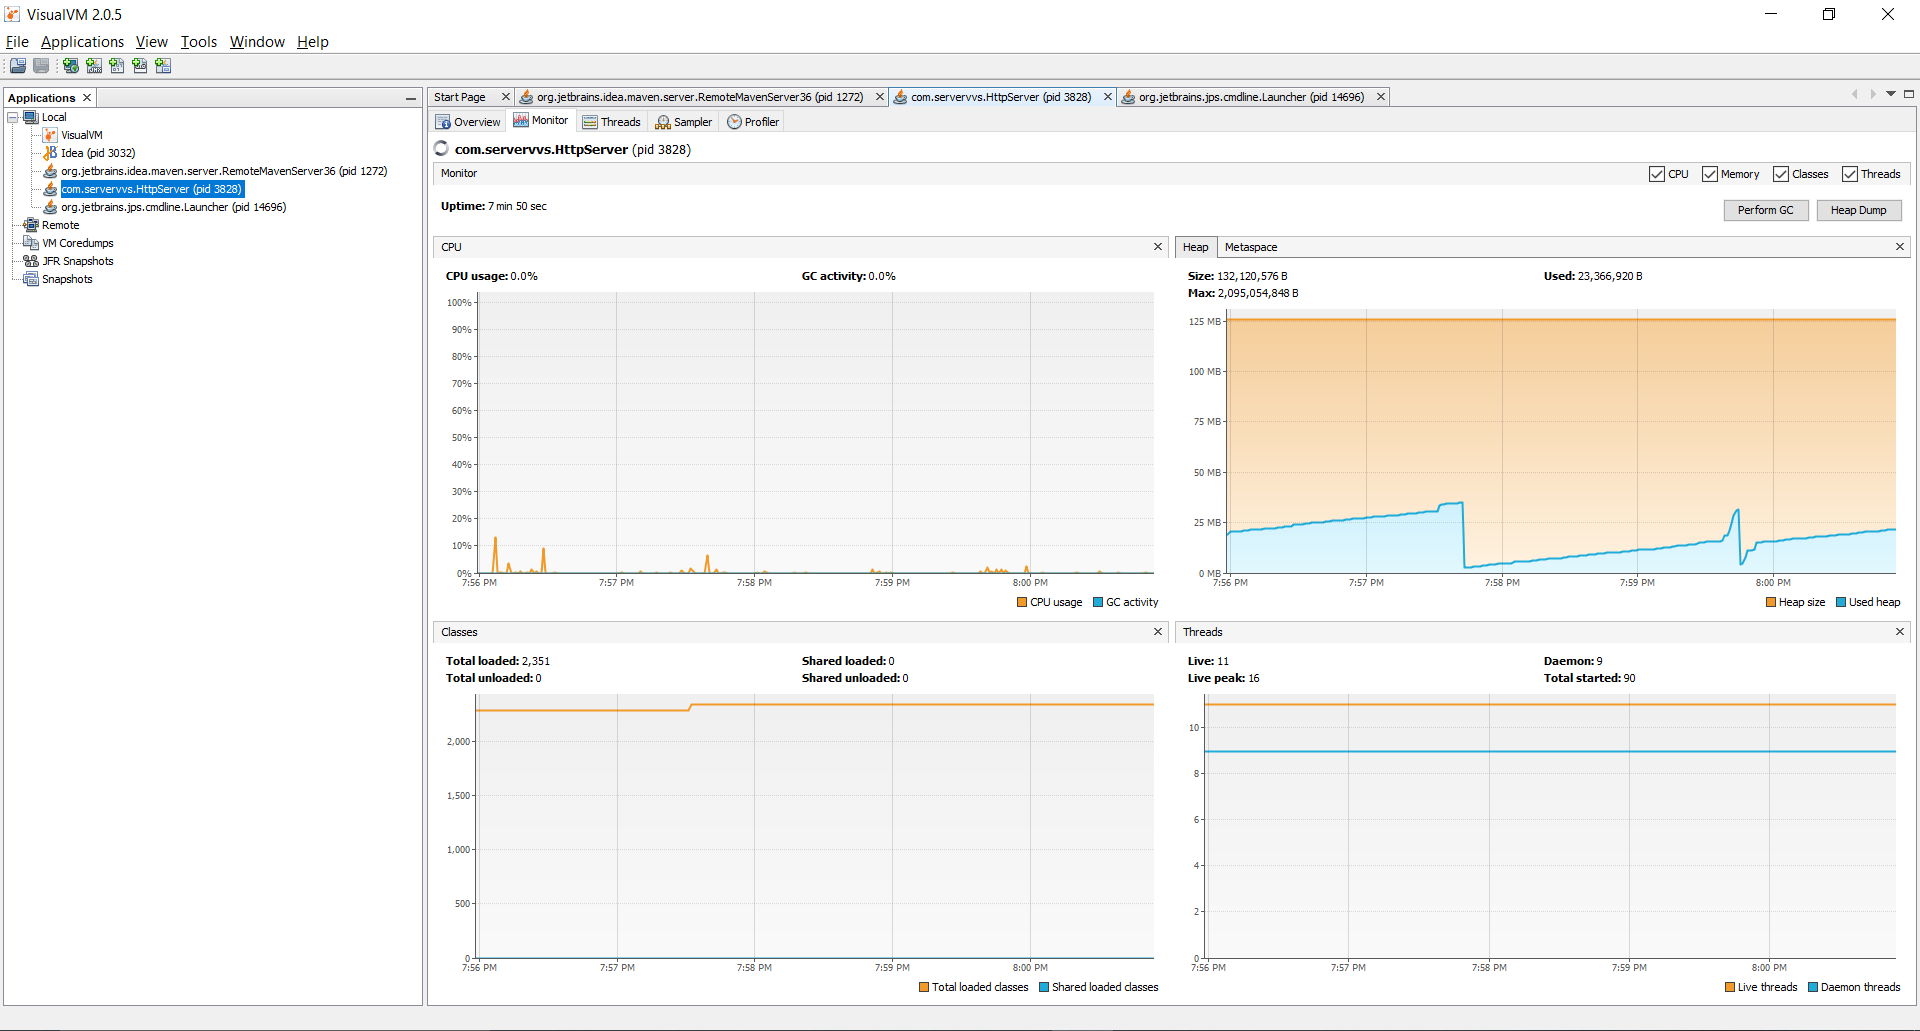 VisualVM 2.0.5
File Applications View Tools Window Help
Applications
Local
VisualVM
Idea (pid 3032)
org.jetbrains.idea.maven.server.RemoteMavenServer36 (pid 1272)
com.servervvs.HttpServer (pid 3828)
org.jetbrains.jps.cmdline.Launcher (pid 14696)
Remote
VM Coredumps
JFR Snapshots
Snapshots
Start Page org.jetbrains.idea.maven.server.RemoteMavenServer36 (pid 1272) com.servervvs.HttpServer (pid 3828) org.jetbrains.jps.cmdline.Launcher (pid 14696)
Overview Monitor Threads Sampler Profiler
com.servervvs.HttpServer (pid 3828)
Monitor CPU Memory Classes Threads
Uptime: 7 min 50 sec
Perform GC Heap Dump
CPU
CPU usage: 0.0% GC activity: 0.0%
100%
90%
80%
70%
60%
50%
40%
30%
20%
10%
0%
7:56 PM 7:57 PM 7:58 PM 7:59 PM 8:00 PM
CPU usage GC activity
Heap Metaspace
Size: 132,120,576 B Used: 23,366,920 B
Max: 2,095,054,848 B
125 MB
100 MB
75 MB
50 MB
25 MB
0 MB
7:56 PM 7:57 PM 7:58 PM 7:59 PM 8:00 PM
Heap size Used heap
Classes
Total loaded: 2,351 Shared loaded: 0
Total unloaded: 0 Shared unloaded: 0
2,000
1,500
1,000
500
0
7:56 PM 7:57 PM 7:58 PM 7:59 PM 8:00 PM
Total loaded classes Shared loaded classes
Threads
Live: 11 Daemon: 9
Live peak: 16 Total started: 90
10
8
6
4
2
0
7:56 PM 7:57 PM 7:58 PM 7:59 PM 8:00 PM
Live threads Daemon threads